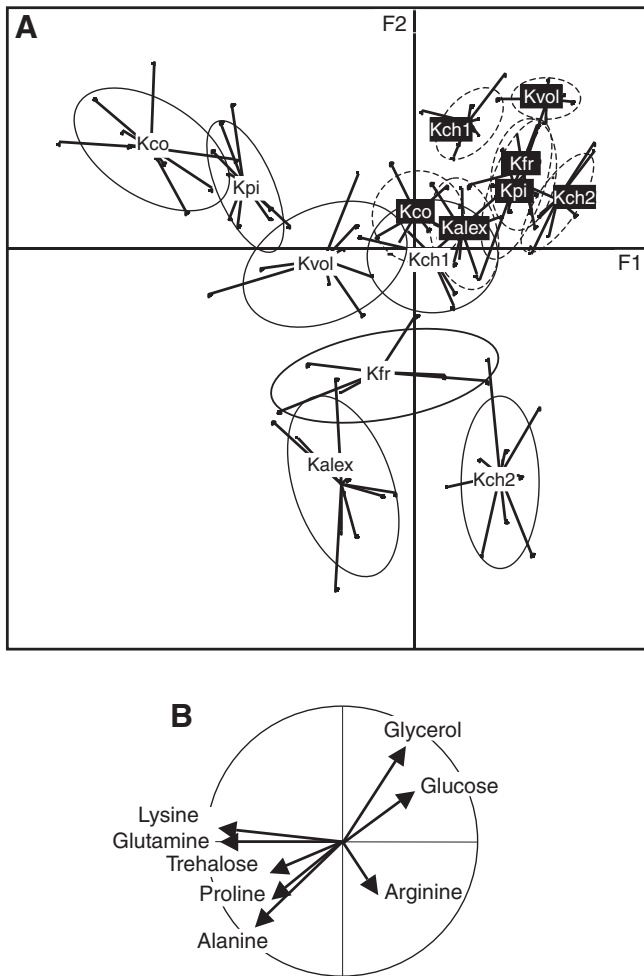 A
F2
Kvol
Kch1
Kco
Kfr
Kpi
Kpi
Kch2
Kco
Kalex
Kvol
Kch1
F1
Kfr
Kalex
Kch2
B
Glycerol
Glucose
Lysine
Glutamine
Trehalose
Proline
Arginine
Alanine